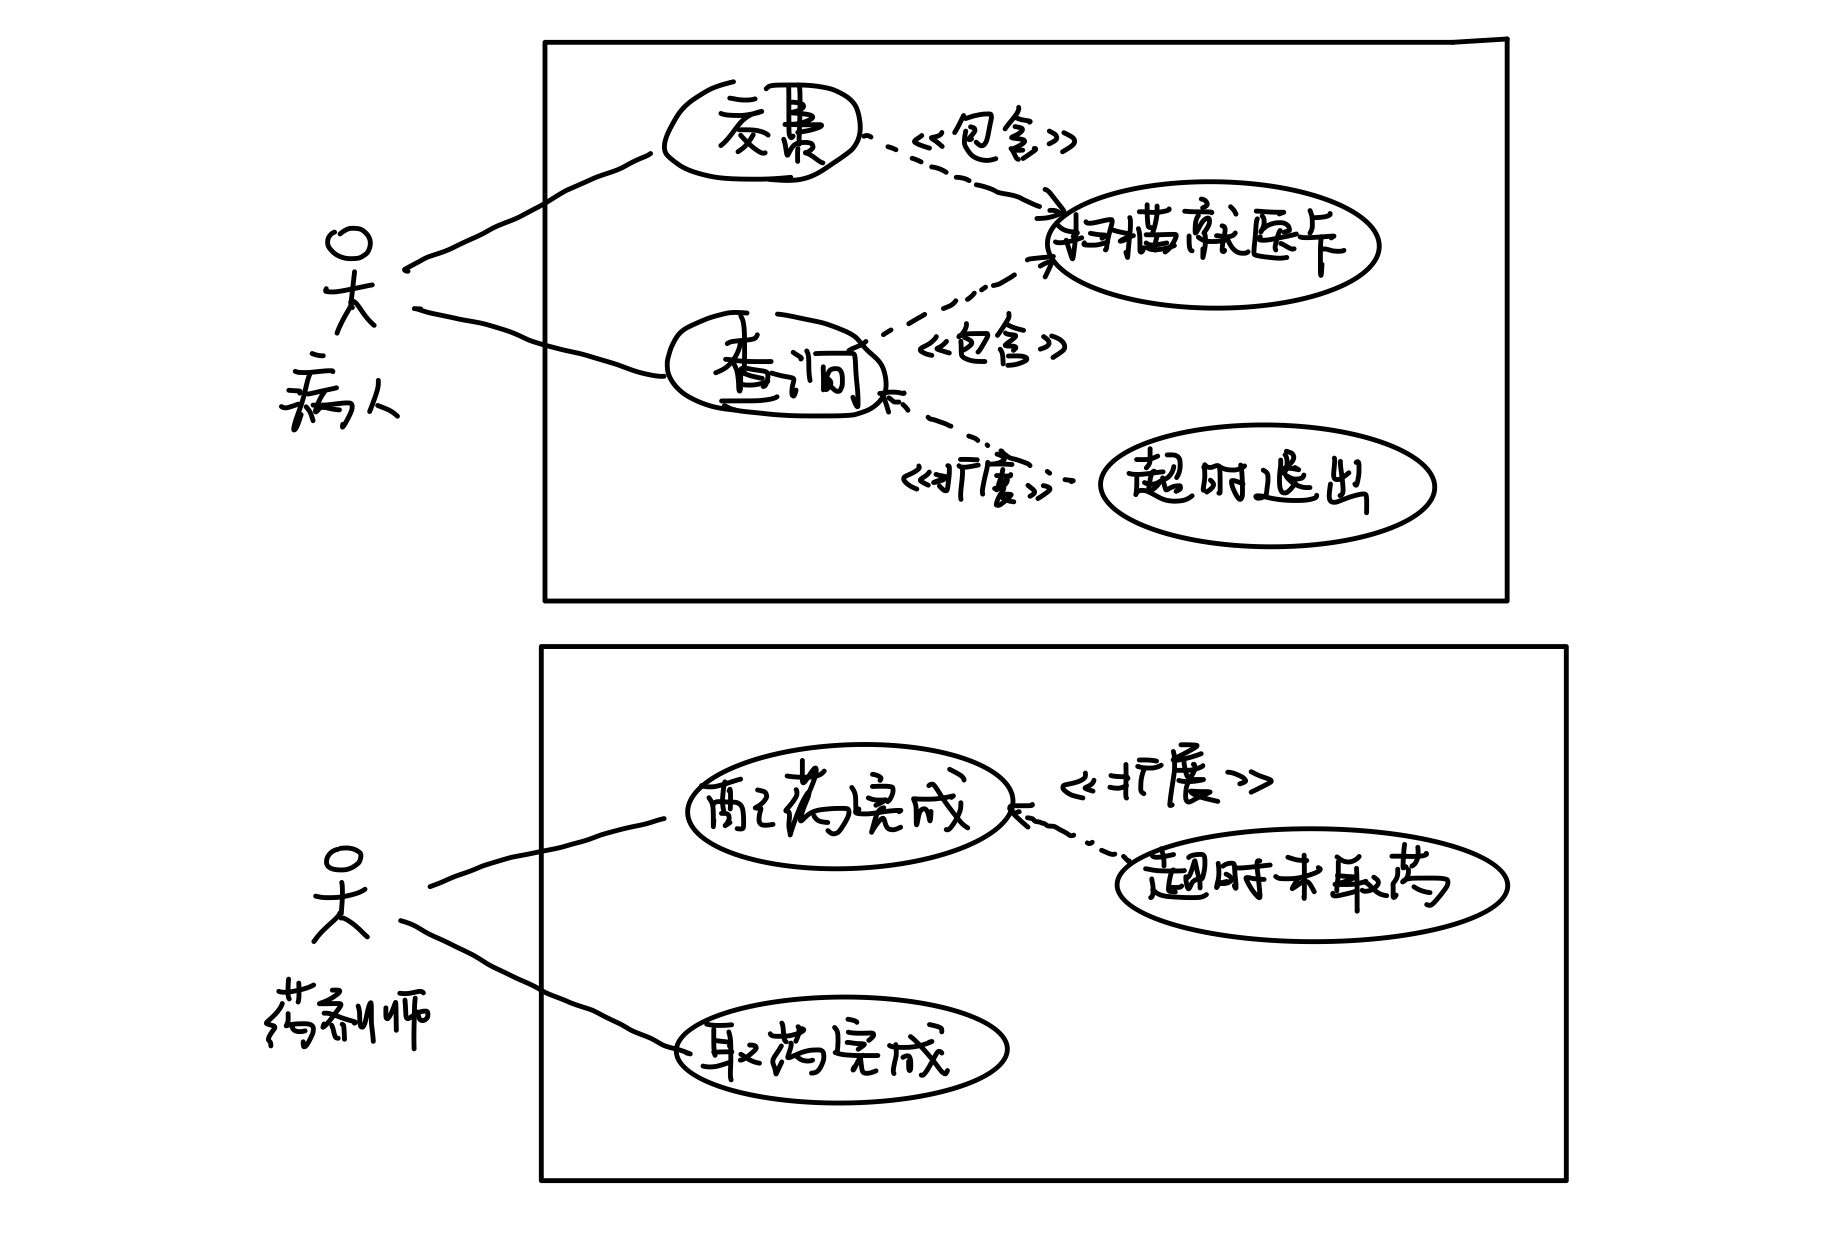 交费
<<包含>>
扫描就医卡
病人
查询
<<包含>>
<<扩展>>
超时退出
配药完成
<<扩展>>
超时未取药
药剂师
取药完成